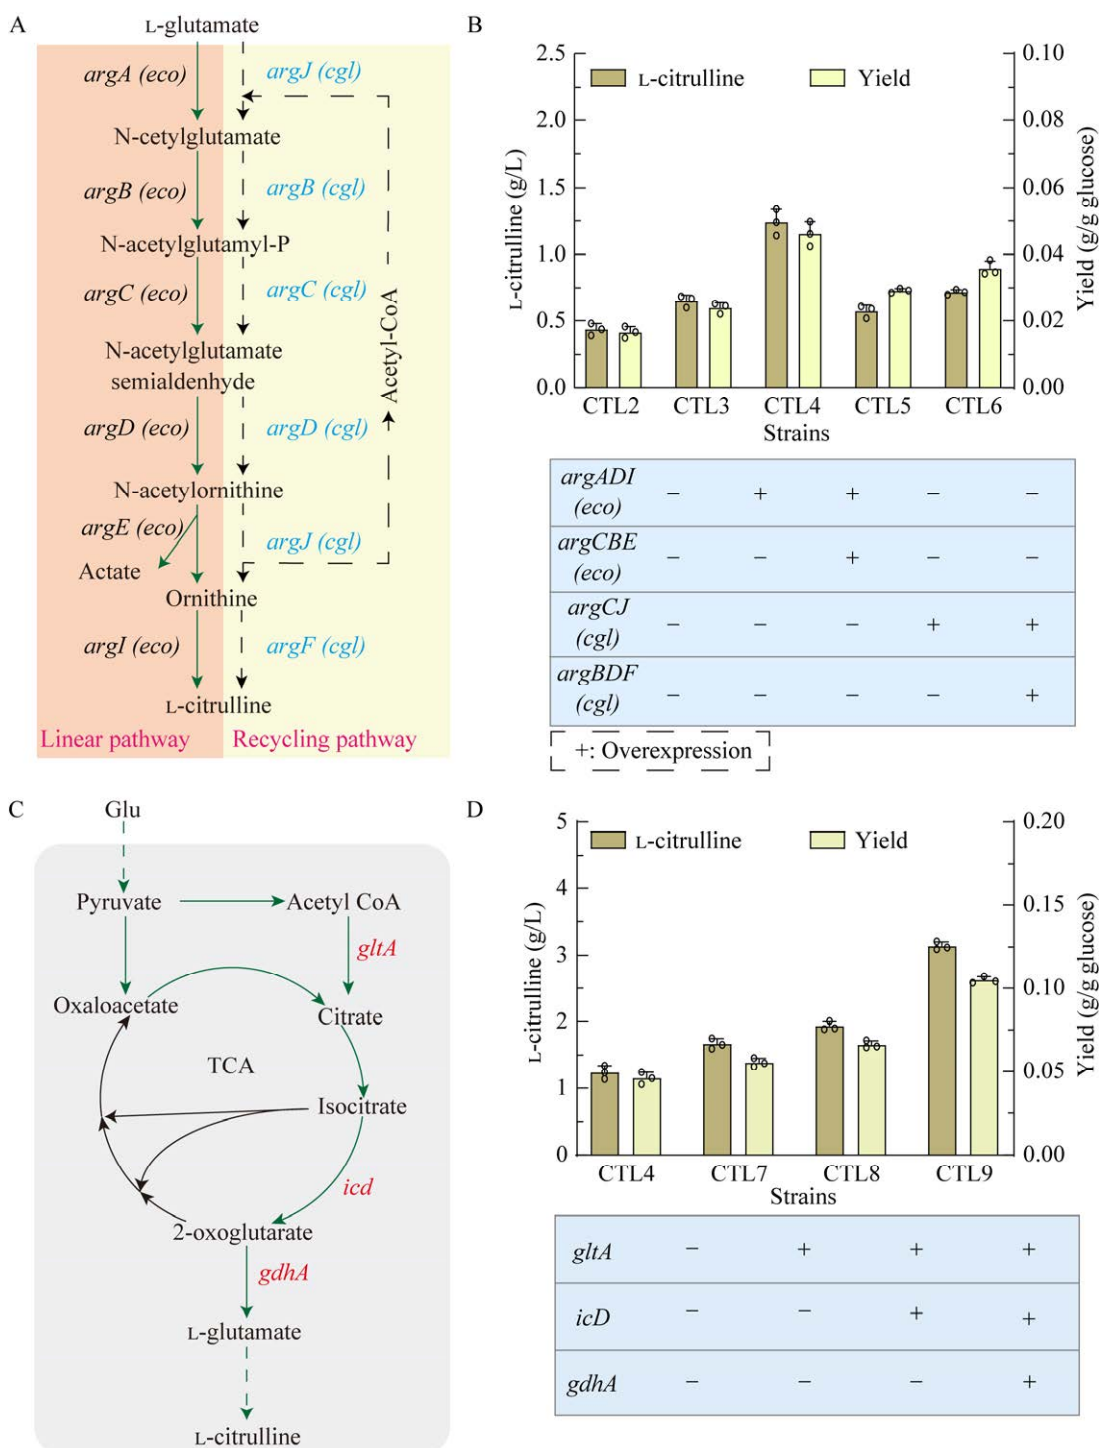 A
L-glutamate
argA (eco)
argJ (cgl)
N-cetylglutamate
argB (eco)
argB (cgl)
N-acetylglutamyl-P
argC (eco)
argC (cgl)
Acetyl-CoA
N-acetylglutamate
semialdenhyde
argD (eco)
argD (cgl)
N-acetylornithine
argE (eco)
argJ (cgl)
Actate
Ornithine
argI (eco)
argF (cgl)
L-citrulline
Linear pathway
Recycling pathway
B
L-citrulline
Yield
L-citrulline (g/L)
2.5
2.0
1.5
1.0
0.5
0.0
Yield (g/g glucose)
0.10
0.08
0.06
0.04
0.02
0.00
CTL2 CTL3 CTL4 CTL5 CTL6
Strains
argADI
(eco)
− + + − −
argCBE
(eco)
− − + − −
argCJ
(cgl)
− − − + +
argBDF
(cgl)
− − − − +
+: Overexpression
C
Glu
Pyruvate
Acetyl CoA
gltA
Oxaloacetate
Citrate
TCA
Isocitrate
icd
2-oxoglutarate
gdhA
L-glutamate
L-citrulline
D
L-citrulline
Yield
L-citrulline (g/L)
5
4
3
2
1
0
Yield (g/g glucose)
0.20
0.15
0.10
0.05
0.00
CTL4 CTL7 CTL8 CTL9
Strains
gltA − + + +
icD − − + +
gdhA − − − +